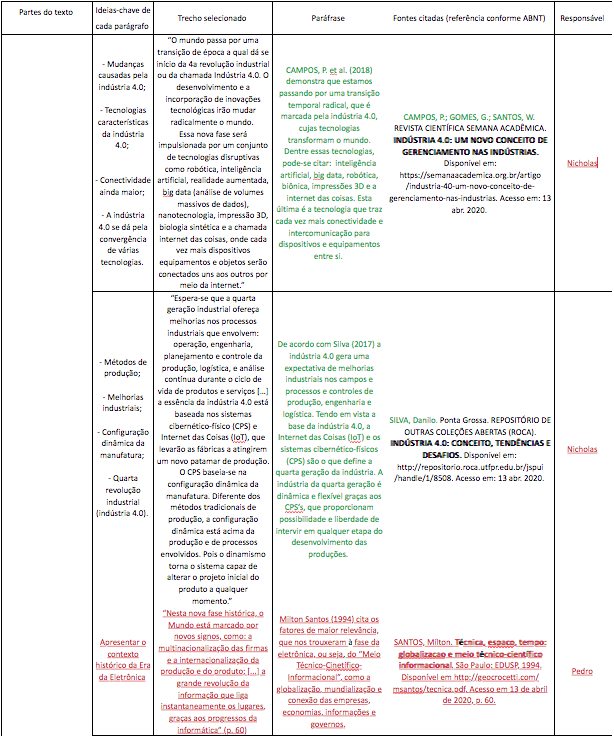 Partes do texto
Ideias-chave de
cada parágrafo
Trecho selecionado
Paráfrase
Fontes citadas (referência conforme ABNT)
Responsável
- Mudanças
causadas pela
indústria 4.0;
- Tecnologias
características
da indústria
4.0;
- Conectividade
ainda maior;
- A indústria
4.0 se dá pela
convergência
de várias
tecnologias.
“O mundo passa por uma
transição de época a qual dá se
início da 4a revolução industrial
ou da chamada Indústria 4.0. O
desenvolvimento e a
incorporação de inovações
tecnológicas irão mudar
radicalmente o mundo.
Essa nova fase será
impulsionada por um conjunto
de tecnologias disruptivas
como robótica, inteligência
artificial, realidade aumentada,
big data (análise de volumes
massivos de dados),
nanotecnologia, impressão 3D,
biologia sintética e a chamada
internet das coisas, onde cada
vez mais dispositivos
equipamentos e objetos serão
conectados uns aos outros por
meio da internet.”
CAMPOS, P. et al. (2018)
demonstra que estamos
passando por uma transição
temporal radical, que é
marcada pela indústria 4.0,
cujas tecnologias
transformam o mundo.
Dentre essas tecnologias,
pode-se citar:  inteligência
artificial, big data, robótica,
biônica, impressões 3D e a
internet das coisas. Esta
última é a tecnologia que traz
cada vez mais conectividade e
intercomunicação para
dispositivos e equipamentos
entre si.
CAMPOS, P.; GOMES, G.; SANTOS, W.
REVISTA CIENTÍFICA SEMANA ACADÊMICA.
INDÚSTRIA 4.0: UM NOVO CONCEITO DE
GERENCIAMENTO NAS INDÚSTRIAS.
Disponível em:
https://semanaacademica.org.br/artigo
/industria-40-um-novo-conceito-de-
gerenciamento-nas-industrias. Acesso em: 13
abr. 2020.
Nicholas
- Métodos de
produção;
- Melhorias
industriais;
- Configuração
dinâmica da
manufatura;
- Quarta
revolução
industrial
(indústria 4.0).
“Espera-se que a quarta
geração industrial ofereça
melhorias nos processos
industriais que envolvem:
operação, engenharia,
planejamento e controle da
produção, logística, e análise
contínua durante o ciclo de
vida de produtos e serviços [...]
a essência da indústria 4.0 está
baseada nos sistemas
cibernético-físico (CPS) e
Internet das Coisas (IoT), que
levarão as fábricas a atingirem
um novo patamar de produção.
O CPS baseia-se na
configuração dinâmica da
manufatura. Diferente dos
métodos tradicionais de
produção, a configuração
dinâmica está acima da
produção e de processos
envolvidos. Pois o dinamismo
torna o sistema capaz de
alterar o projeto inicial do
produto a qualquer
momento.”
De acordo com Silva (2017) a
indústria 4.0 gera uma
expectativa de melhorias
industriais nos campos e
processos e controles de
produção, engenharia e
logística. Tendo em vista a
base da indústria 4.0, a
Internet das Coisas (IoT) e os
sistemas cibernético-físicos
(CPS) são o que define a
quarta geração da indústria. A
indústria da quarta geração é
dinâmica e flexível graças aos
CPS’s, que proporcionam
possibilidade e liberdade de
intervir em qualquer etapa do
desenvolvimento das
produções.
SILVA, Danilo. Ponta Grossa. REPOSITÓRIO DE
OUTRAS COLEÇÕES ABERTAS (ROCA).
INDÚSTRIA 4.0: CONCEITO, TENDÊNCIAS E
DESAFIOS. Disponível em:
http://repositorio.roca.utfpr.edu.br/jspui
/handle/1/8508. Acesso em: 13 abr. 2020.
Nicholas
Apresentar o
contexto
histórico da Era
da Eletrônica
“Nesta nova fase histórica, o
Mundo está marcado por
novos signos, como: a
multinacionalização das firmas
e a internacionalização da
produção e do produto; [...] a
grande revolução da
informação que liga
instantaneamente os lugares,
graças aos progressos da
informática” (p. 60)
Milton Santos (1994) cita os
fatores de maior relevância,
que nos trouxeram à fase da
eletrônica, ou seja, do “Meio
Técnico-Cinetífico-
Informacional”, como a
globalização, mundialização e
conexão das empresas,
economias, informações e
governos.
SANTOS, Milton. Técnica, espaço, tempo:
globalizacao e meio técnico-científico
informacional. São Paulo: EDUSP, 1994.
Disponível em http://geocrocetti.com/
msantos/tecnica.pdf. Acesso em 13 de abril
de 2020, p. 60.
Pedro